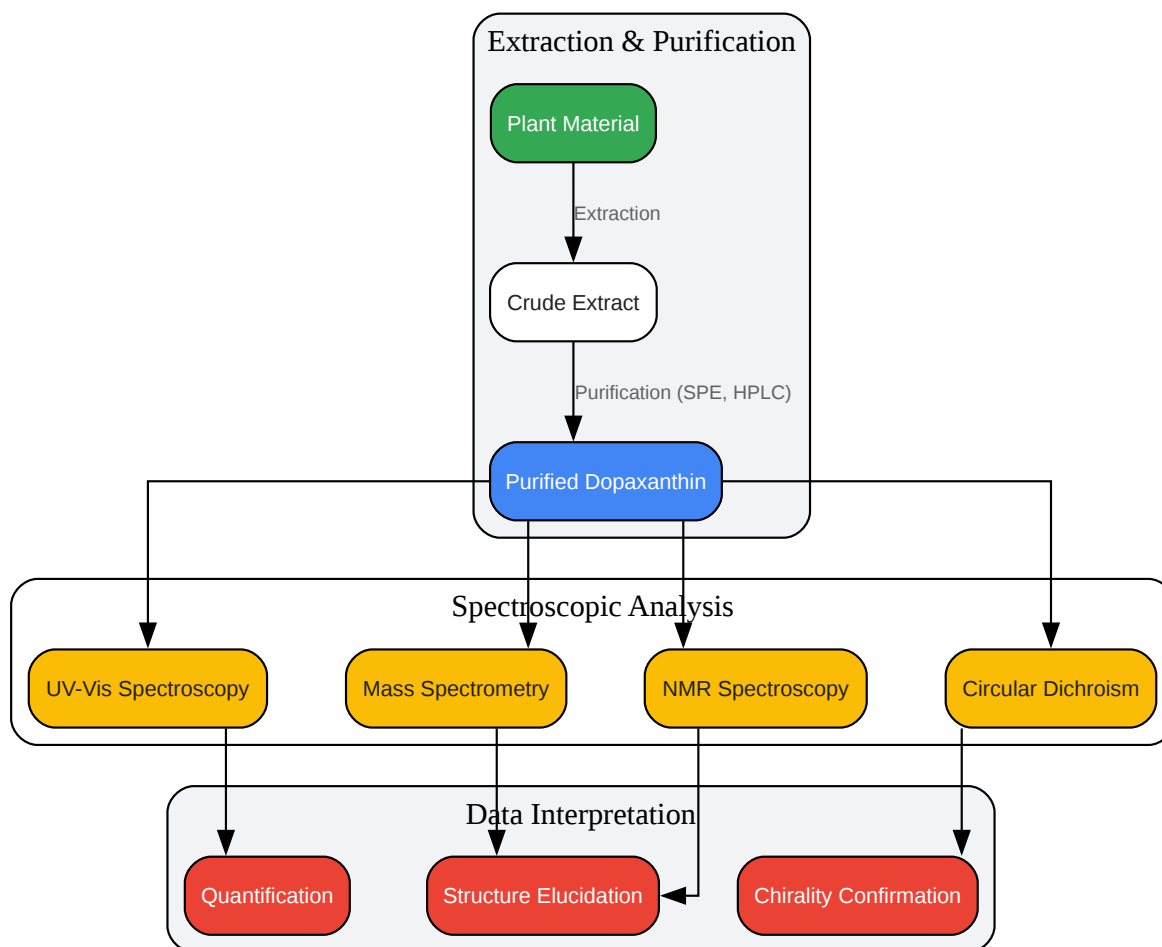 Extraction & Purification
Plant Material
Extraction
Crude Extract
Purification (SPE, HPLC)
Purified Dopaxanthin
Spectroscopic Analysis
UV-Vis Spectroscopy
Mass Spectrometry
NMR Spectroscopy
Circular Dichroism
Data Interpretation
Quantification
Structure Elucidation
Chirality Confirmation